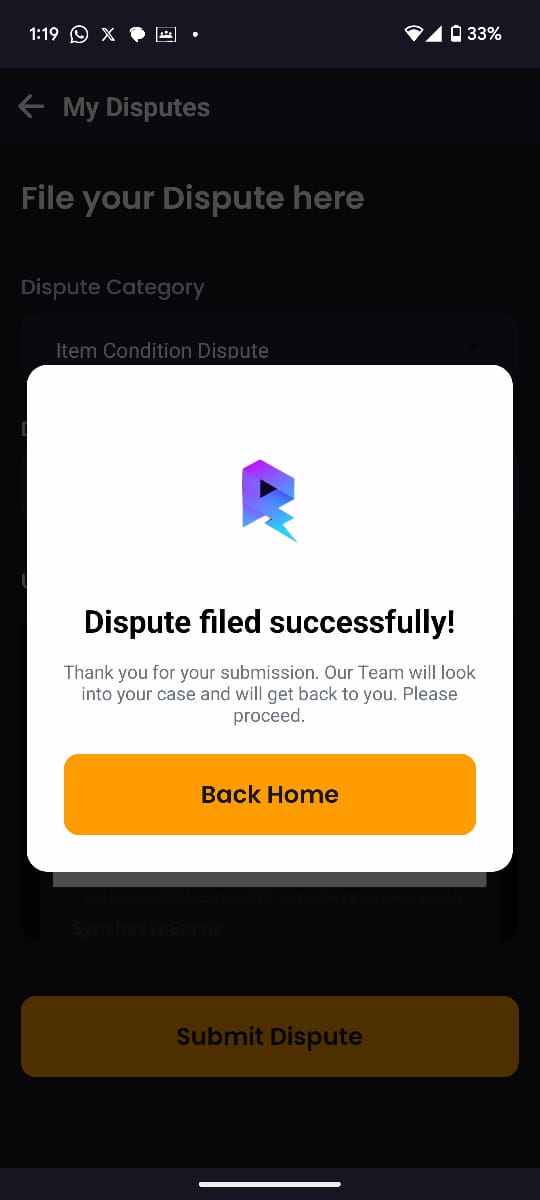 1:19
33%
My Disputes
File your Dispute here
Dispute Category
Item Condition Dispute
Dispute filed successfully!
Thank you for your submission. Our Team will look
into your case and will get back to you. Please
proceed.
Back Home
SyntheticError
Submit Dispute